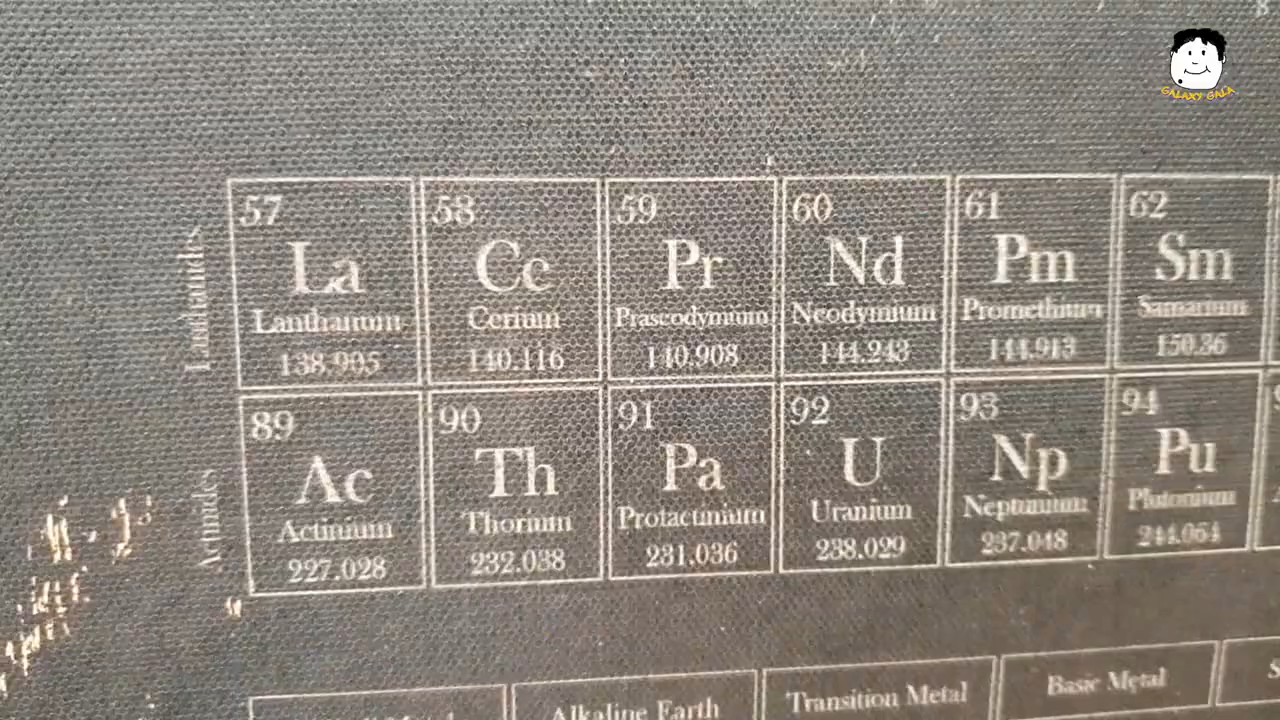 GALAXY GALA
57 58 59 60 61 62
La Ce Pr Nd Pm Sm
Lanthanum Cerium Praseodymium Neodymium Promethium Samarium
138.905 140.116 140.908 144.243 144.913 150.36
Lanthanides
89 90 91 92 93 94
Ac Th Pa U Np Pu
Actinium Thorium Protactinium Uranium Neptunium Plutonium
227.028 232.038 231.036 238.029 237.048 244.064
Actinides
Alkaline Earth Transition Metal Basic Metal